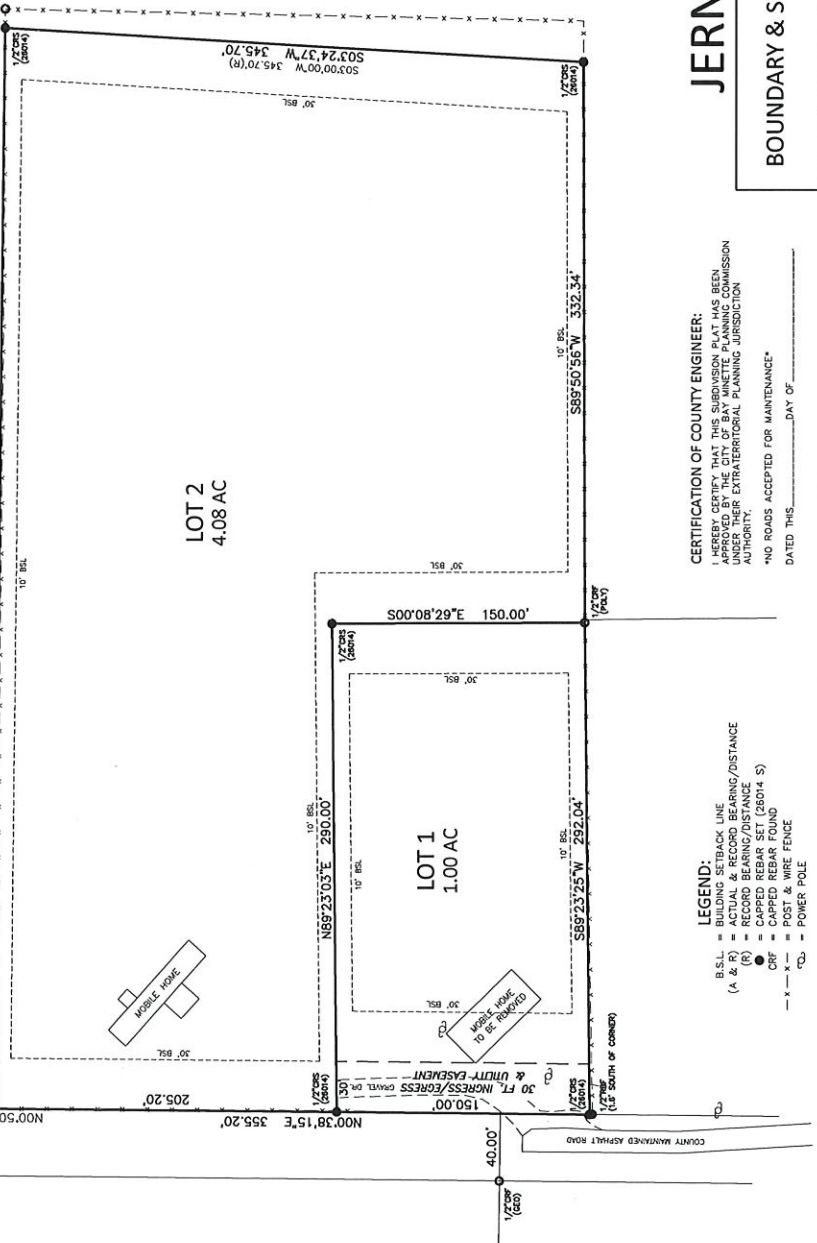 1/2"CRS
(26014)
S03°00'00"W 345.70'(R)
S03°24'37"W 345.70'
1/2"CRS
(26014)
10' BSL
30' BSL
LOT 2
4.08 AC
10' BSL
S89°50'56"W 332.34'
30' BSL
10' BSL
30' BSL
MOBILE HOME
N00°50
205.20'
N00°38'15"E 355.20'
1/2"CRS
(26014)
N89°23'03"E 290.00'
1/2"CRS
(26014)
S00°08'29"E 150.00'
1/2"CRF
(POLY)
10' BSL
30' BSL
LOT 1
1.00 AC
10' BSL
30' BSL
S89°23'25"W 292.04'
MOBILE HOME
TO BE REMOVED
30 FT. INGRESS/EGRESS
& UTILITY EASEMENT
30'
GRAVEL DR.
150.00'
1/2"CRS
(26014)
1/2"RBF
(1.6' SOUTH OF CORNER)
40.00'
1/2"CRF
(GEO)
COUNTY MAINTAINED ASPHALT ROAD
LEGEND:
B.S.L. = BUILDING SETBACK LINE
(A & R) = ACTUAL & RECORD BEARING/DISTANCE
(R) = RECORD BEARING/DISTANCE
= CAPPED REBAR SET (26014 S)
CRF = CAPPED REBAR FOUND
—x—x— = POST & WIRE FENCE
= POWER POLE
CERTIFICATION OF COUNTY ENGINEER:
I HEREBY CERTIFY THAT THIS SUBDIVISION PLAT HAS BEEN
APPROVED BY THE CITY OF BAY MINETTE PLANNING COMMISSION
UNDER THEIR EXTRATERRITORIAL PLANNING JURISDICTION
AUTHORITY.
*NO ROADS ACCEPTED FOR MAINTENANCE*
DATED THIS________DAY OF____________
JERN
BOUNDARY & S